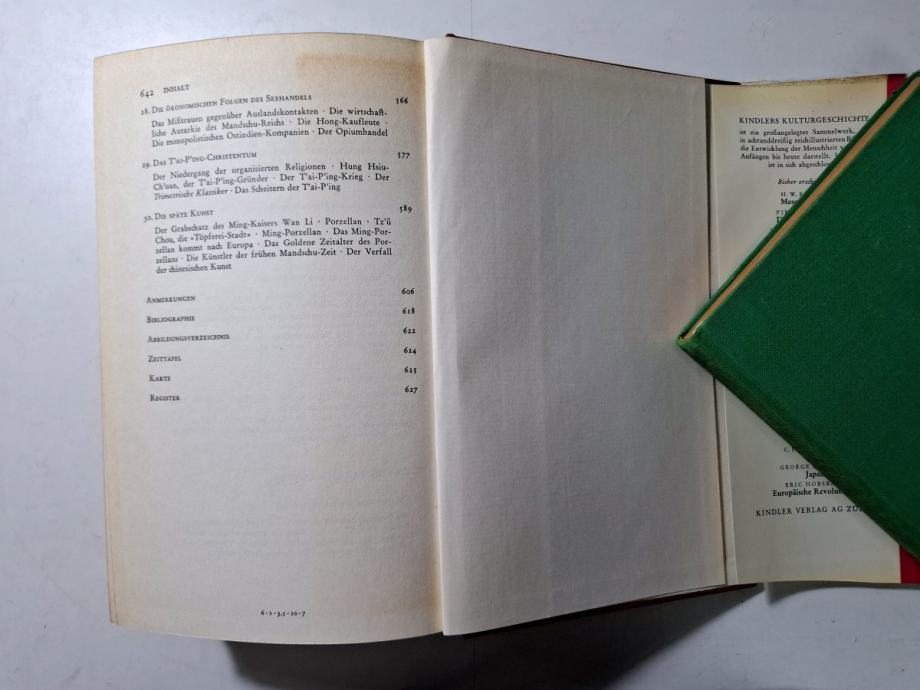 642 INHALT
28. Die ökonomischen Folgen des Seehandels 566
Das Mißtrauen gegenüber Auslandskontakten · Die wirtschaft-
liche Autarkie des Mandschu-Reichs · Die Hong-Kaufleute ·
Die monopolistischen Ostindien-Kompanien · Der Opiumhandel
29. Das T'ai-P'ing-Christentum 577
Der Niedergang der organisierten Religionen · Hung Hsiu-
Ch'uan, der T'ai-P'ing-Gründer · Der T'ai-P'ing-Krieg · Der
Trimetrische Klassiker · Das Scheitern der T'ai-P'ing
30. Die späte Kunst 589
Der Grabschatz des Ming-Kaisers Wan Li · Porzellan · Tz'ŭ
Chou, die »Töpferei-Stadt« · Ming-Porzellan · Das Ming-Por-
zellan kommt nach Europa · Das Goldene Zeitalter des Por-
zellans · Die Künstler der frühen Mandschu-Zeit · Der Verfall
der chinesischen Kunst
Anmerkungen 606
Bibliographie 618
Abbildungsverzeichnis 622
Zeittafel 624
Karte 625
Register 627
6-1-3,1-10-7
KINDLERS KULTURGESCHICHTE
ist ein großangelegtes Sammelwerk,
in achtunddreißig reichillustrierten
die Entwicklung der Menschheit
Anfängen bis heute darstellt.
ist in sich
Bisher
H. W.
GEORGE
Japan
ERIC
Europäische
KINDLER VERLAG AG